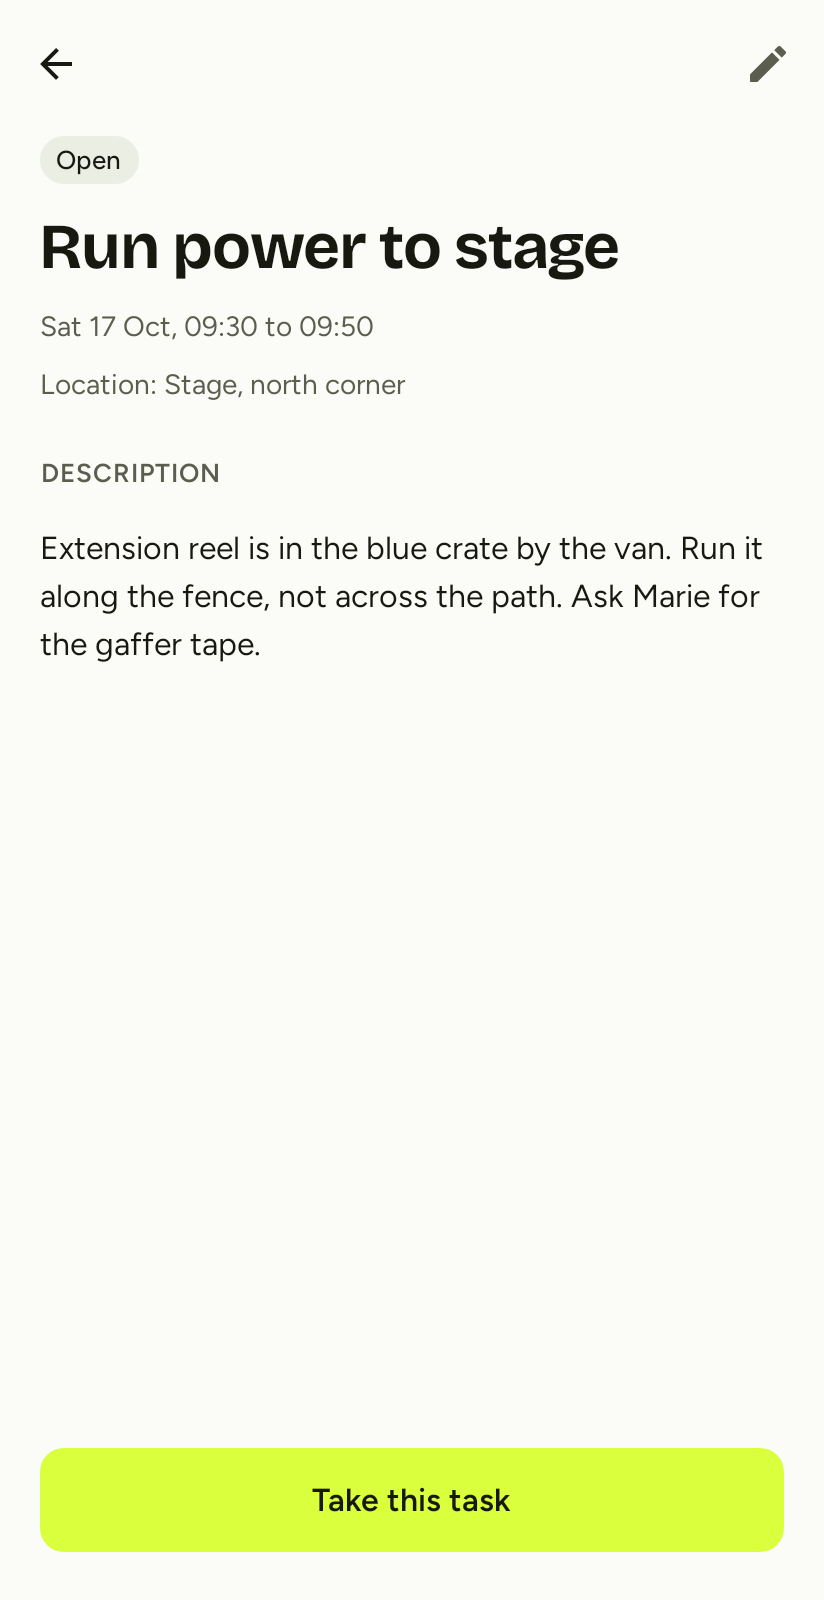 Open
Run power to stage
Sat 17 Oct, 09:30 to 09:50
Location: Stage, north corner
DESCRIPTION
Extension reel is in the blue crate by the van. Run it
along the fence, not across the path. Ask Marie for
the gaffer tape.
Take this task